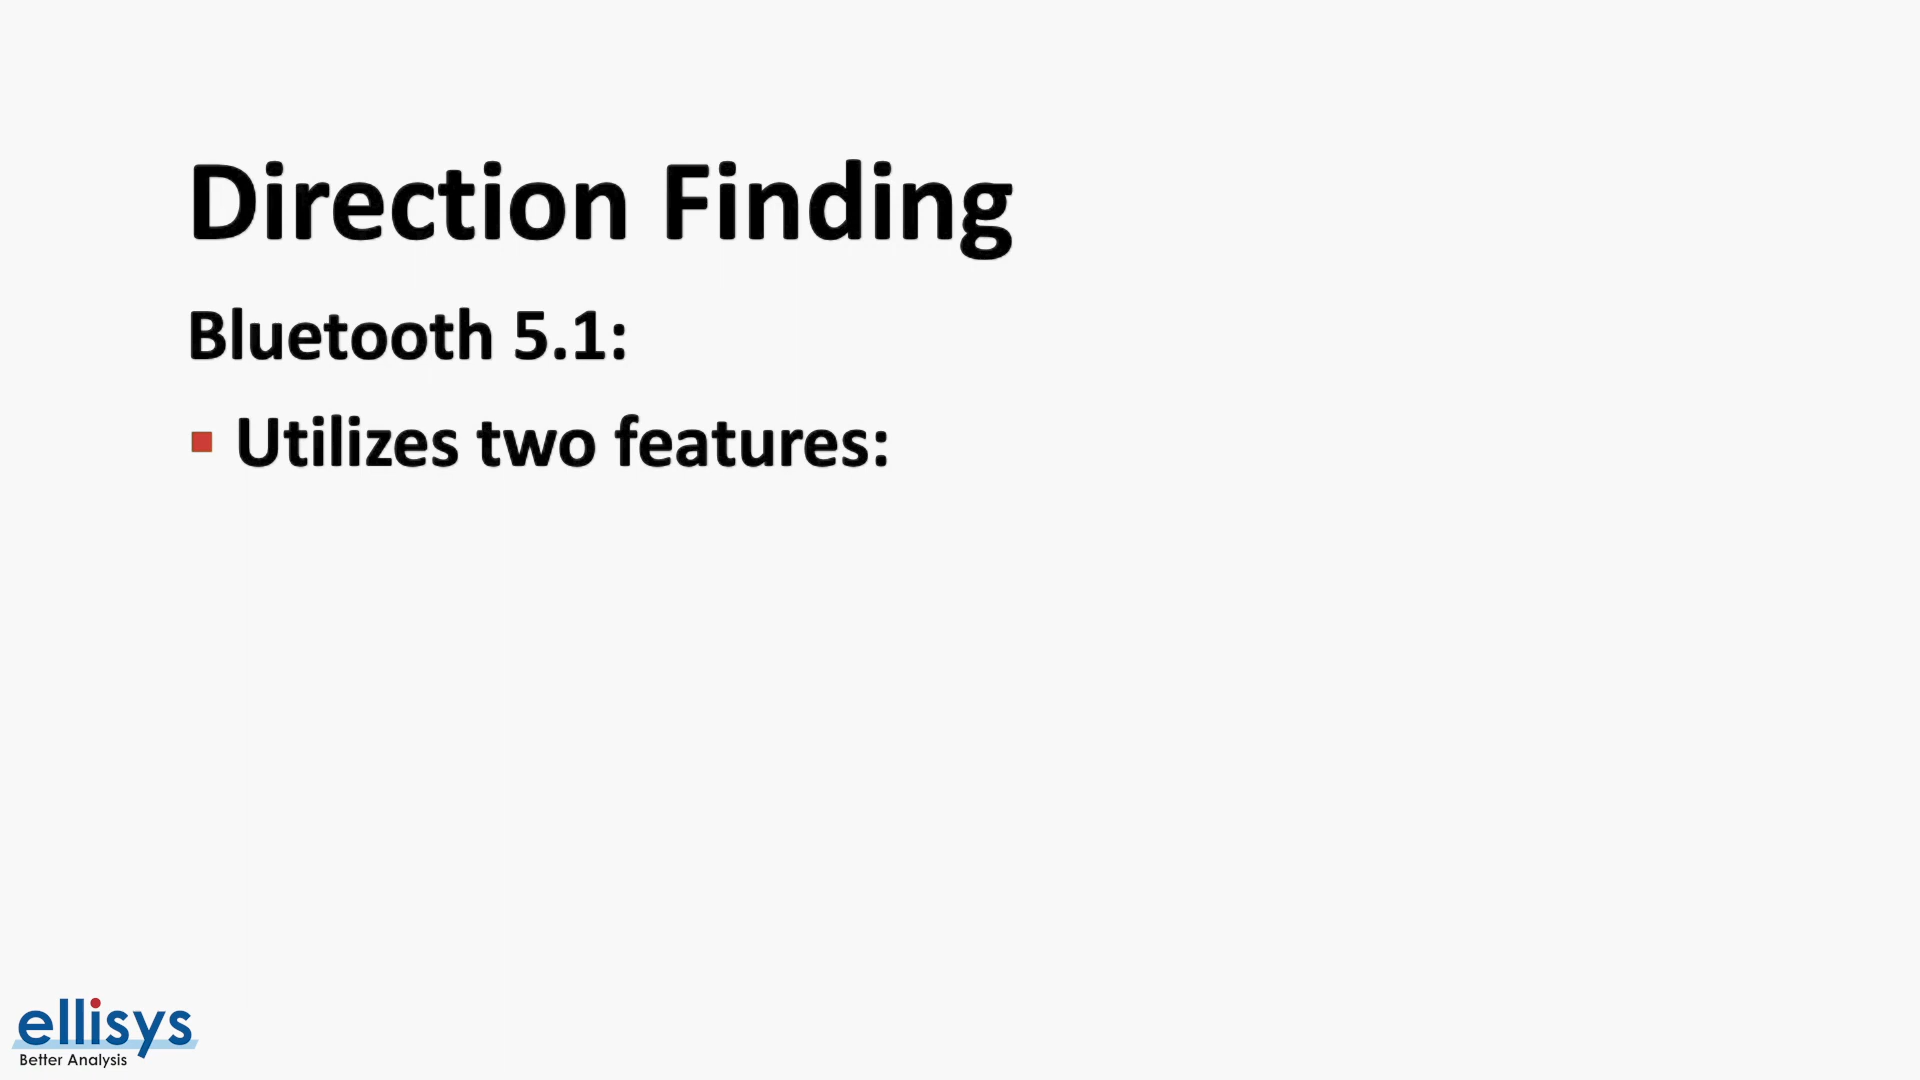 Direction Finding
Bluetooth 5.1:
Utilizes two features:
ellisys
Better Analysis